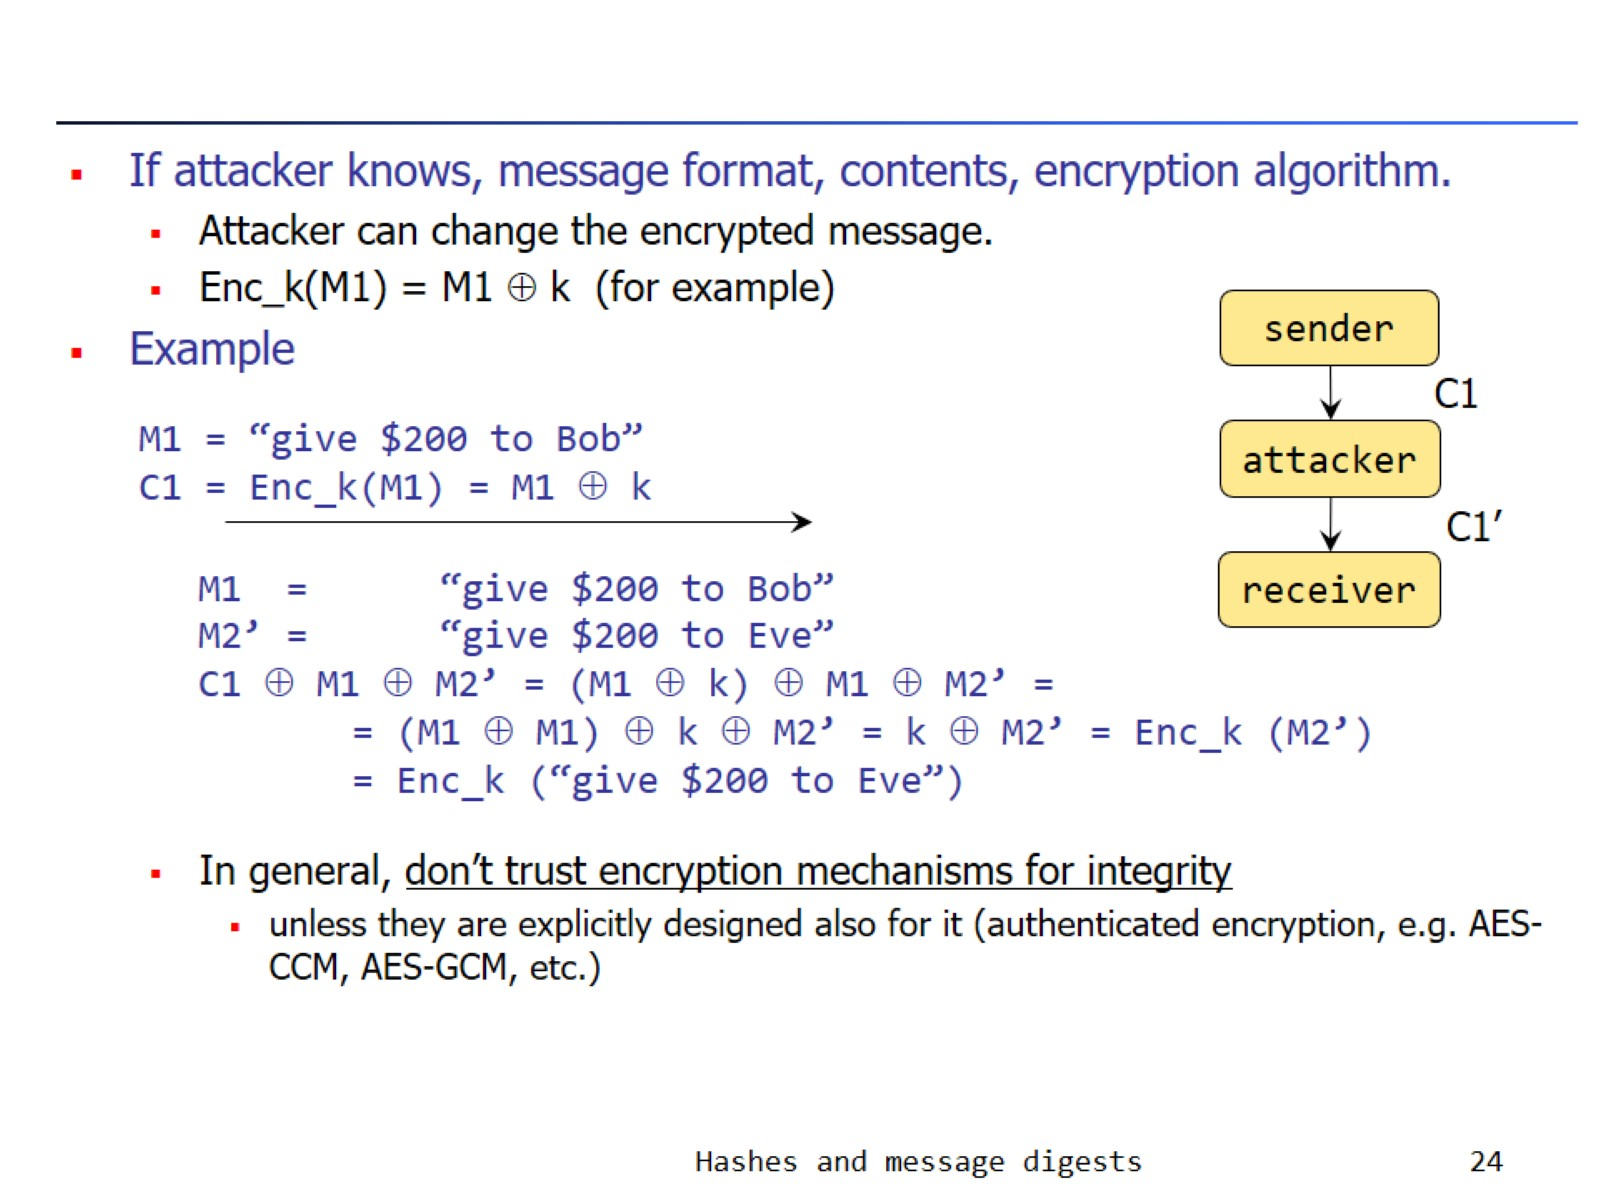 If attacker knows, message format, contents, encryption algorithm.
Attacker can change the encrypted message.
Enc_k(M1) = M1 ⊕ k (for example)
Example
M1 = “give $200 to Bob”
C1 = Enc_k(M1) = M1 ⊕ k
M1 = “give $200 to Bob”
M2’ = “give $200 to Eve”
C1 ⊕ M1 ⊕ M2’ = (M1 ⊕ k) ⊕ M1 ⊕ M2’ =
= (M1 ⊕ M1) ⊕ k ⊕ M2’ = k ⊕ M2’ = Enc_k (M2’)
= Enc_k (“give $200 to Eve”)
sender
C1
attacker
C1’
receiver
In general, don’t trust encryption mechanisms for integrity
unless they are explicitly designed also for it (authenticated encryption, e.g. AES-
CCM, AES-GCM, etc.)
Hashes and message digests
24